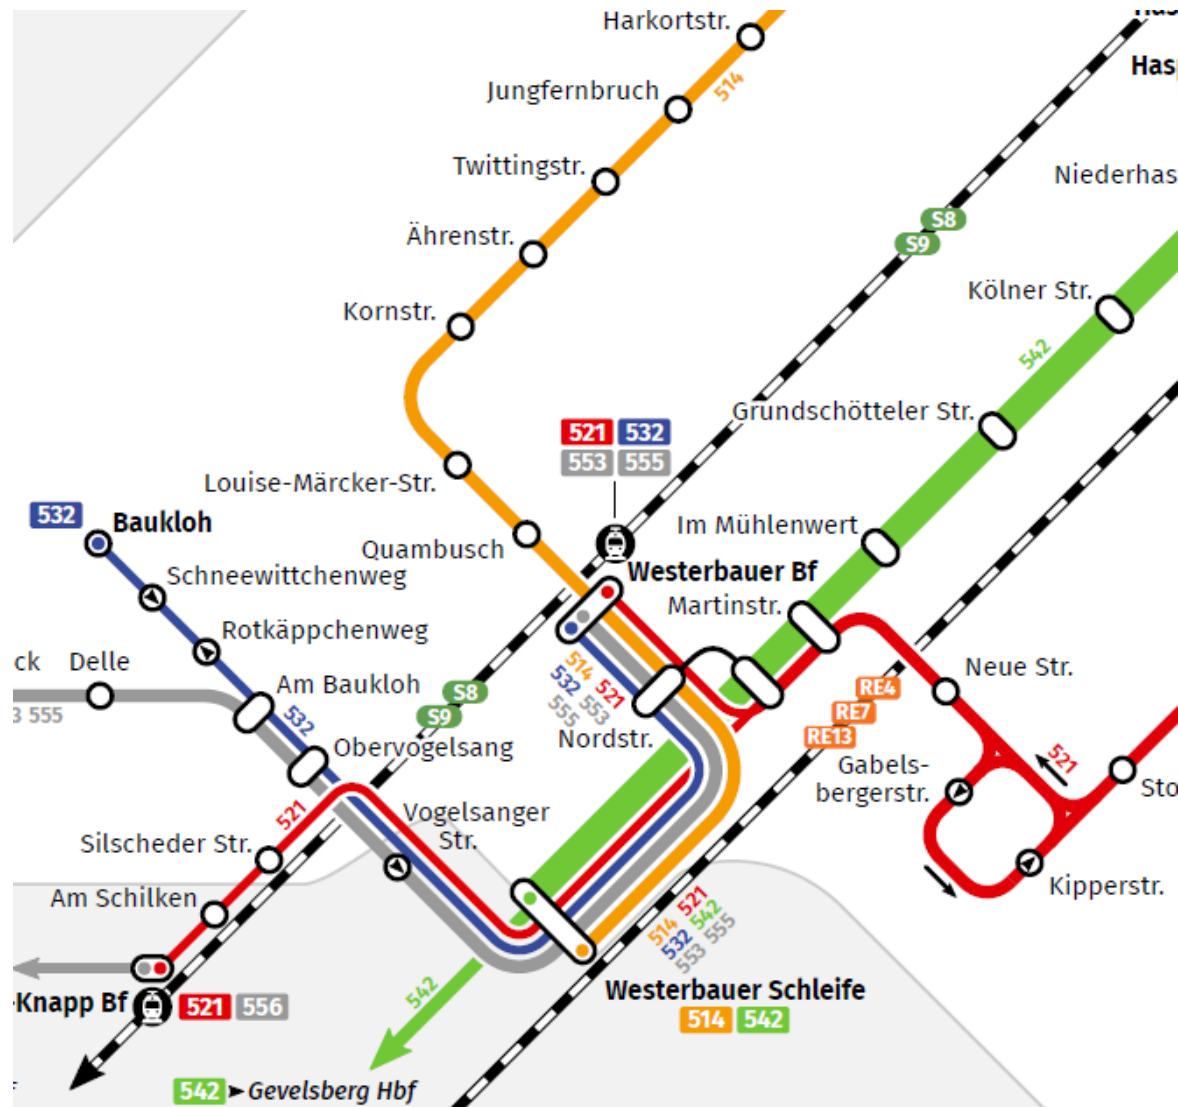 Harkortstr.
514
Jungfernbruch
Twittingstr.
Niederhas
S8
S9
Ährenstr.
Kornstr.
Kölner Str.
542
Grundschötteler Str.
521 532
553 555
Louise-Märcker-Str.
532
Baukloh
Quambusch
Im Mühlenwert
Westerbauer Bf
Martinstr.
Schneewittchenweg
Rotkäppchenweg
ck
Delle
555
Am Baukloh
532
S8
S9
514 521
532 553
555
Nordstr.
Neue Str.
RE4
RE7
RE13
Obervogelsang
Gabels-
bergerstr.
521
Sto
Vogelsanger
Str.
521
Silscheder Str.
Am Schilken
Kipperstr.
514 521
532 542
553 555
-Knapp Bf
521 556
542
Westerbauer Schleife
514 542
542 ➤ Gevelsberg Hbf